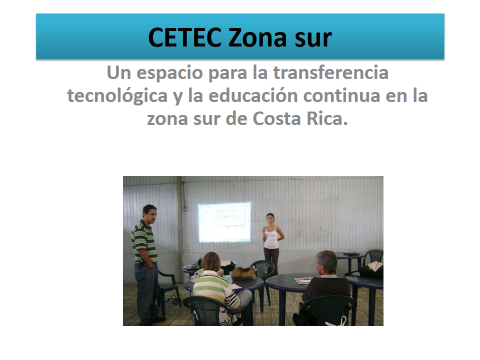 CETEC Zona sur
Un espacio para la transferencia
tecnológica y la educación continua en la
zona sur de Costa Rica.